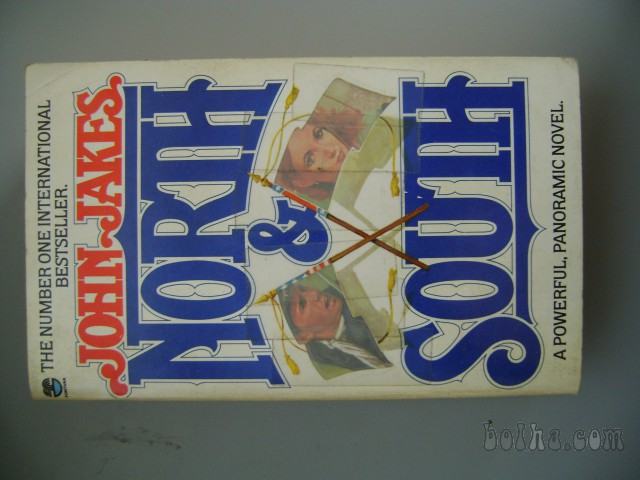 THE NUMBER ONE INTERNATIONAL
BESTSELLER.
JOHN JAKES
NORTH
&
SOUTH
A POWERFUL, PANORAMIC NOVEL.
bolha.com